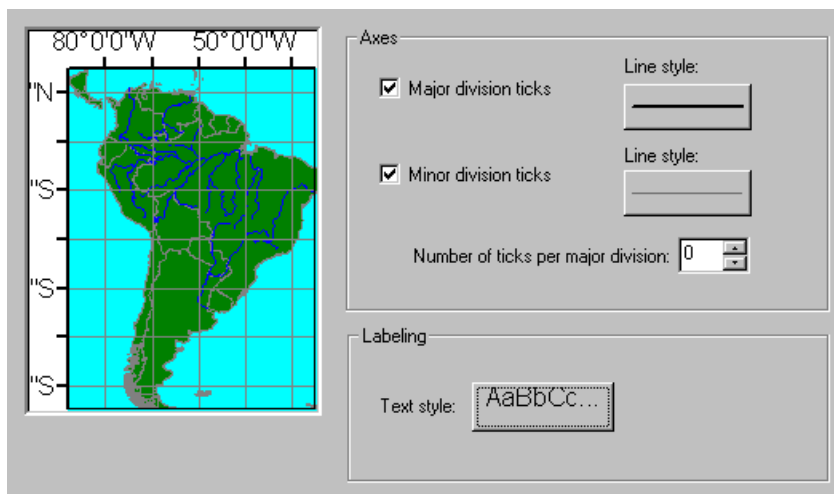 80°0'0"W 50°0'0"W
"N
"S
"S
"S
Axes
Major division ticks
Line style:
Minor division ticks
Line style:
Number of ticks per major division: 0
Labeling
Text style: AaBbCc...